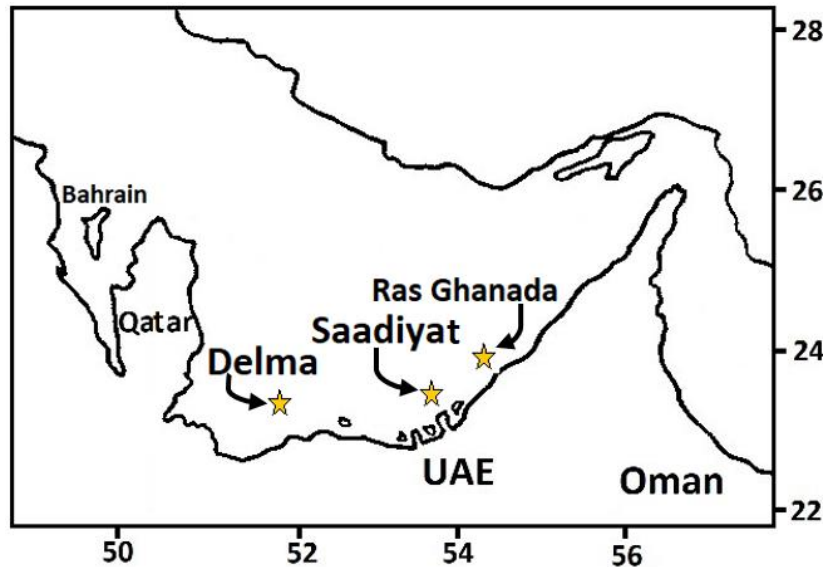 28
26
Bahrain
Ras Ghanada
Qatar
Saadiyat
24
Delma
UAE
Oman
22
50
52
54
56